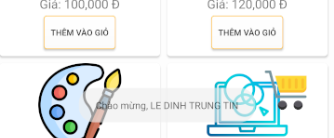 Giá: 100,000 Đ
Giá: 120,000 Đ
THÊM VÀO GIỎ
THÊM VÀO GIỎ
Chào mừng, LE DINH TRUNG TIN